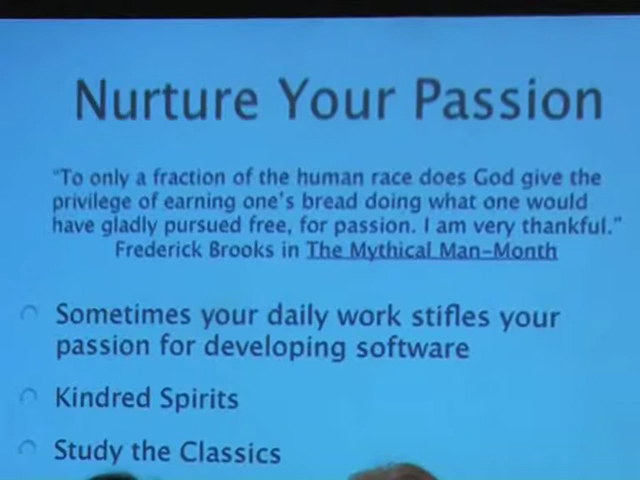 Nurture Your Passion
"To only a fraction of the human race does God give the
privilege of earning one's bread doing what one would
have gladly pursued free, for passion. I am very thankful."
Frederick Brooks in The Mythical Man-Month
Sometimes your daily work stifles your
passion for developing software
Kindred Spirits
Study the Classics